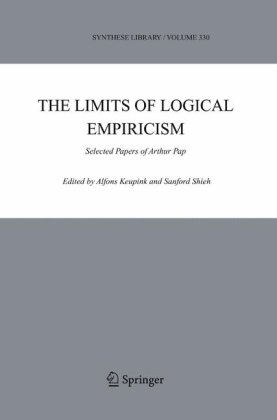 SYNTHESE LIBRARY / VOLUME 330
THE LIMITS OF LOGICAL
EMPIRICISM
Selected Papers of Arthur Pap
Edited by Alfons Keupink and Sanford Shieh
Springer